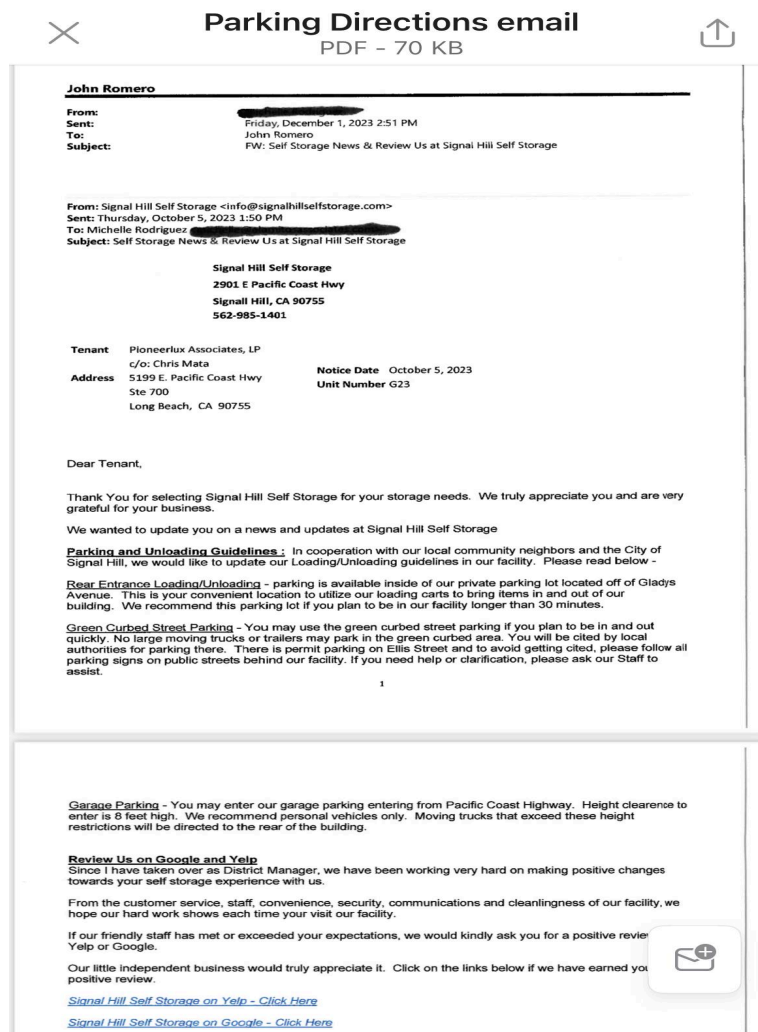 Parking Directions email
PDF - 70 KB
John Romero
From:
Sent: Friday, December 1, 2023 2:51 PM
To: John Romero
Subject: FW: Self Storage News & Review Us at Signal Hill Self Storage
From: Signal Hill Self Storage <info@signalhillselfstorage.com>
Sent: Thursday, October 5, 2023 1:50 PM
To: Michelle Rodriguez
Subject: Self Storage News & Review Us at Signal Hill Self Storage
Signal Hill Self Storage
2901 E Pacific Coast Hwy
Signall Hill, CA 90755
562-985-1401
Tenant Pioneerlux Associates, LP
c/o: Chris Mata
Address 5199 E. Pacific Coast Hwy
Ste 700
Long Beach, CA 90755
Notice Date October 5, 2023
Unit Number G23
Dear Tenant,
Thank You for selecting Signal Hill Self Storage for your storage needs. We truly appreciate you and are very
grateful for your business.
We wanted to update you on a news and updates at Signal Hill Self Storage
Parking and Unloading Guidelines : In cooperation with our local community neighbors and the City of
Signal Hill, we would like to update our Loading/Unloading guidelines in our facility. Please read below -
Rear Entrance Loading/Unloading - parking is available inside of our private parking lot located off of Gladys
Avenue. This is your convenient location to utilize our loading carts to bring items in and out of our
building. We recommend this parking lot if you plan to be in our facility longer than 30 minutes.
Green Curbed Street Parking - You may use the green curbed street parking if you plan to be in and out
quickly. No large moving trucks or trailers may park in the green curbed area. You will be cited by local
authorities for parking there. There is permit parking on Ellis Street and to avoid getting cited, please follow all
parking signs on public streets behind our facility. If you need help or clarification, please ask our Staff to
assist.
1
Garage Parking - You may enter our garage parking entering from Pacific Coast Highway. Height clearence to
enter is 8 feet high. We recommend personal vehicles only. Moving trucks that exceed these height
restrictions will be directed to the rear of the building.
Review Us on Google and Yelp
Since I have taken over as District Manager, we have been working very hard on making positive changes
towards your self storage experience with us.
From the customer service, staff, convenience, security, communications and cleanlingness of our facility, we
hope our hard work shows each time your visit our facility.
If our friendly staff has met or exceeded your expectations, we would kindly ask you for a positive
Yelp or Google.
Our little independent business would truly appreciate it. Click on the links below if we have earned
positive review.
Signal Hill Self Storage on Yelp - Click Here
Signal Hill Self Storage on Google - Click Here